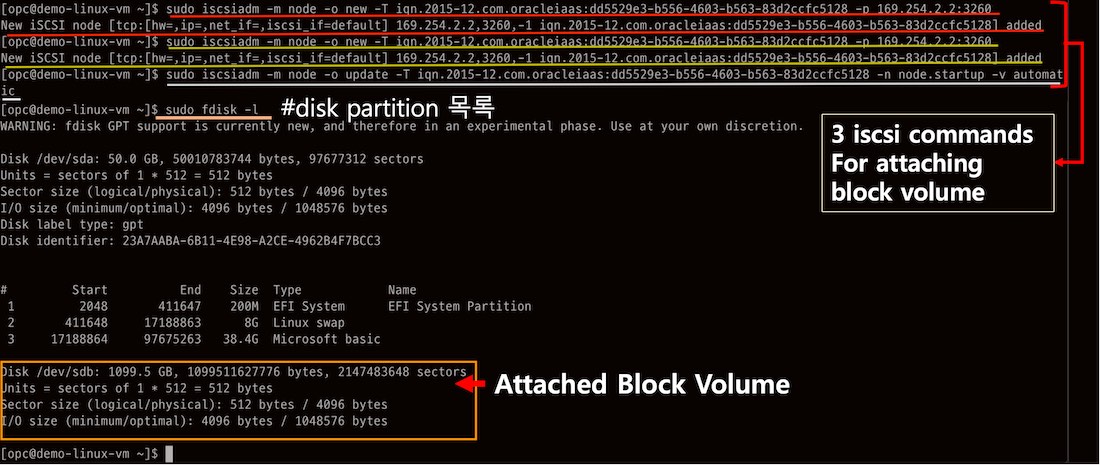 [opc@demo-linux-vm ~]$ sudo iscsiadm -m node -o new -T iqn.2015-12.com.oracleiaas:dd5529e3-b556-4603-b563-83d2ccfc5128 -p 169.254.2.2:3260
New iSCSI node [tcp:[hw=,ip=,net_if=,iscsi_if=default] 169.254.2.2,3260,-1 iqn.2015-12.com.oracleiaas:dd5529e3-b556-4603-b563-83d2ccfc5128] added
[opc@demo-linux-vm ~]$ sudo iscsiadm -m node -o new -T iqn.2015-12.com.oracleiaas:dd5529e3-b556-4603-b563-83d2ccfc5128 -p 169.254.2.2:3260
New iSCSI node [tcp:[hw=,ip=,net_if=,iscsi_if=default] 169.254.2.2,3260,-1 iqn.2015-12.com.oracleiaas:dd5529e3-b556-4603-b563-83d2ccfc5128] added
[opc@demo-linux-vm ~]$ sudo iscsiadm -m node -o update -T iqn.2015-12.com.oracleiaas:dd5529e3-b556-4603-b563-83d2ccfc5128 -n node.startup -v automat
ic
[opc@demo-linux-vm ~]$ sudo fdisk -l #disk partition 목록
WARNING: fdisk GPT support is currently new, and therefore in an experimental phase. Use at your own discretion.
3 iscsi commands
For attaching
block volume
Disk /dev/sda: 50.0 GB, 50010783744 bytes, 97677312 sectors
Units = sectors of 1 * 512 = 512 bytes
Sector size (logical/physical): 512 bytes / 4096 bytes
I/O size (minimum/optimal): 4096 bytes / 1048576 bytes
Disk label type: gpt
Disk identifier: 23A7AABA-6B11-4E98-A2CE-4962B4F7BCC3
# Start End Size Type Name
1 2048 411647 200M EFI System EFI System Partition
2 411648 17188863 8G Linux swap
3 17188864 97675263 38.4G Microsoft basic
Disk /dev/sdb: 1099.5 GB, 1099511627776 bytes, 2147483648 sectors
Units = sectors of 1 * 512 = 512 bytes
Sector size (logical/physical): 512 bytes / 4096 bytes
I/O size (minimum/optimal): 4096 bytes / 1048576 bytes
Attached Block Volume
[opc@demo-linux-vm ~]$